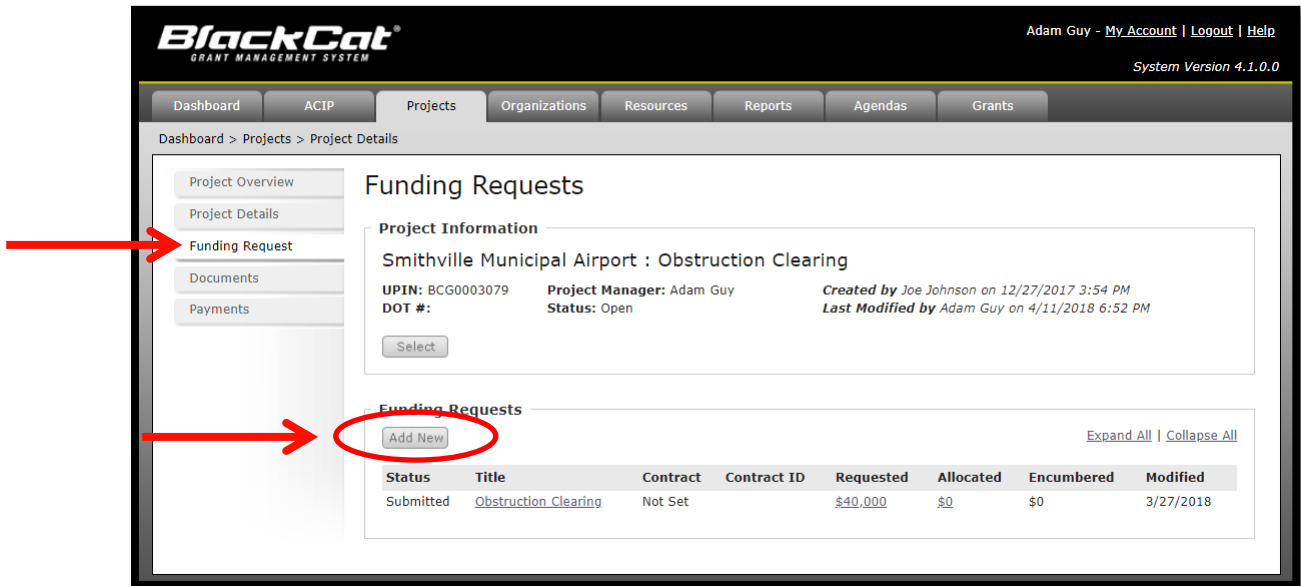 BlackCat®
GRANT MANAGEMENT SYSTEM
Adam Guy - My Account | Logout | Help
System Version 4.1.0.0
Dashboard ACIP Projects Organizations Resources Reports Agendas Grants
Dashboard > Projects > Project Details
Project Overview
Project Details
Funding Request
Documents
Payments
Funding Requests
Project Information
Smithville Municipal Airport : Obstruction Clearing
UPIN: BCG0003079 Project Manager: Adam Guy Created by Joe Johnson on 12/27/2017 3:54 PM
DOT #: Status: Open Last Modified by Adam Guy on 4/11/2018 6:52 PM
Select
Funding Requests
Add New Expand All | Collapse All
Status Title Contract Contract ID Requested Allocated Encumbered Modified
Submitted Obstruction Clearing Not Set $40,000 $0 $0 3/27/2018